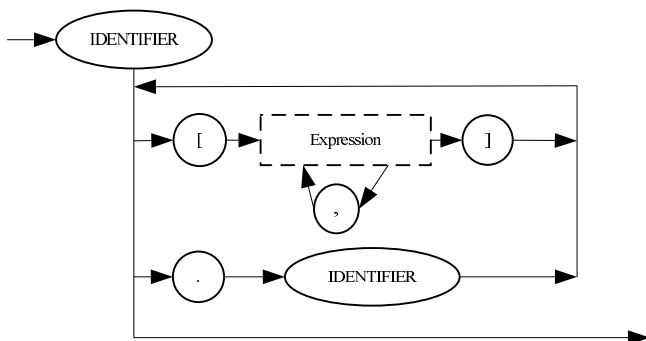 IDENTIFIER
[ Expression ]
,
. IDENTIFIER